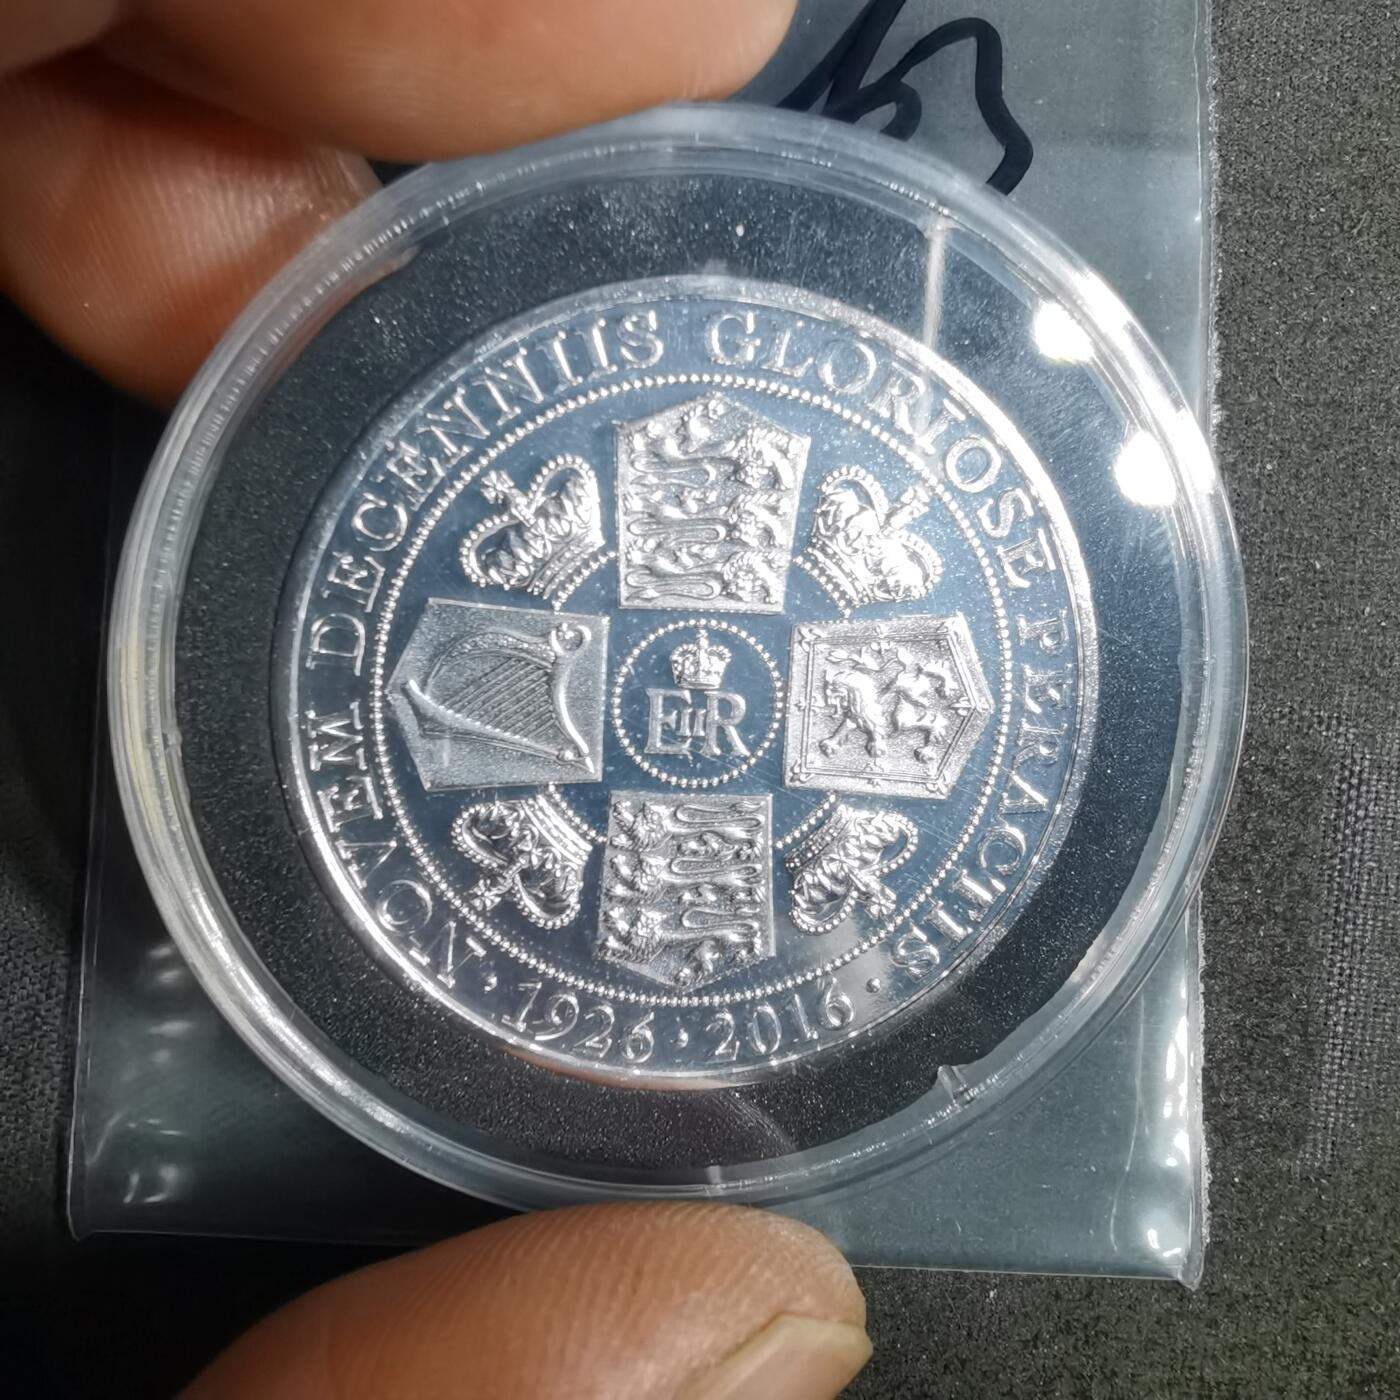 NOVEM DECENNIIS GLORIOSE PERACTIS
· 1926 · 2016 ·
EIIR